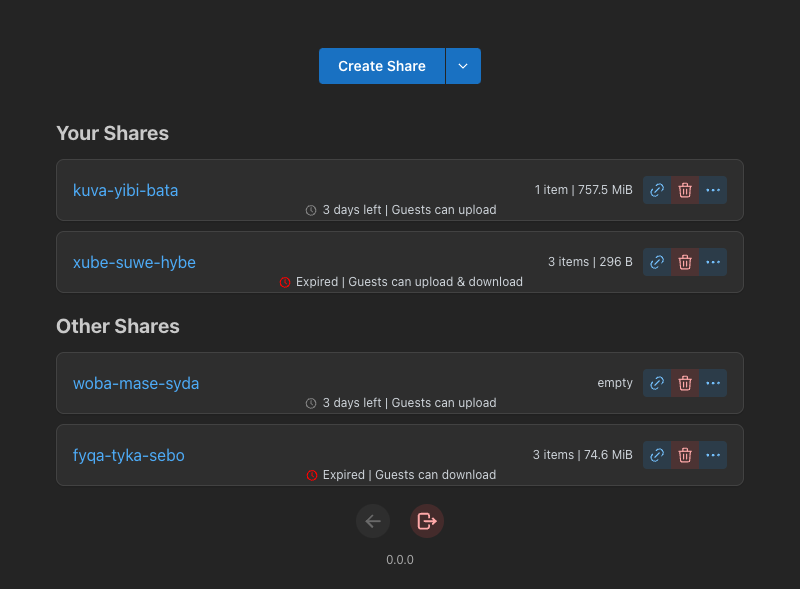 Create Share
Your Shares
kuva-yibi-bata
1 item | 757.5 MiB
3 days left | Guests can upload
xube-suwe-hybe
3 items | 296 B
Expired | Guests can upload & download
Other Shares
woba-mase-syda
empty
3 days left | Guests can upload
fyqa-tyka-sebo
3 items | 74.6 MiB
Expired | Guests can download
0.0.0